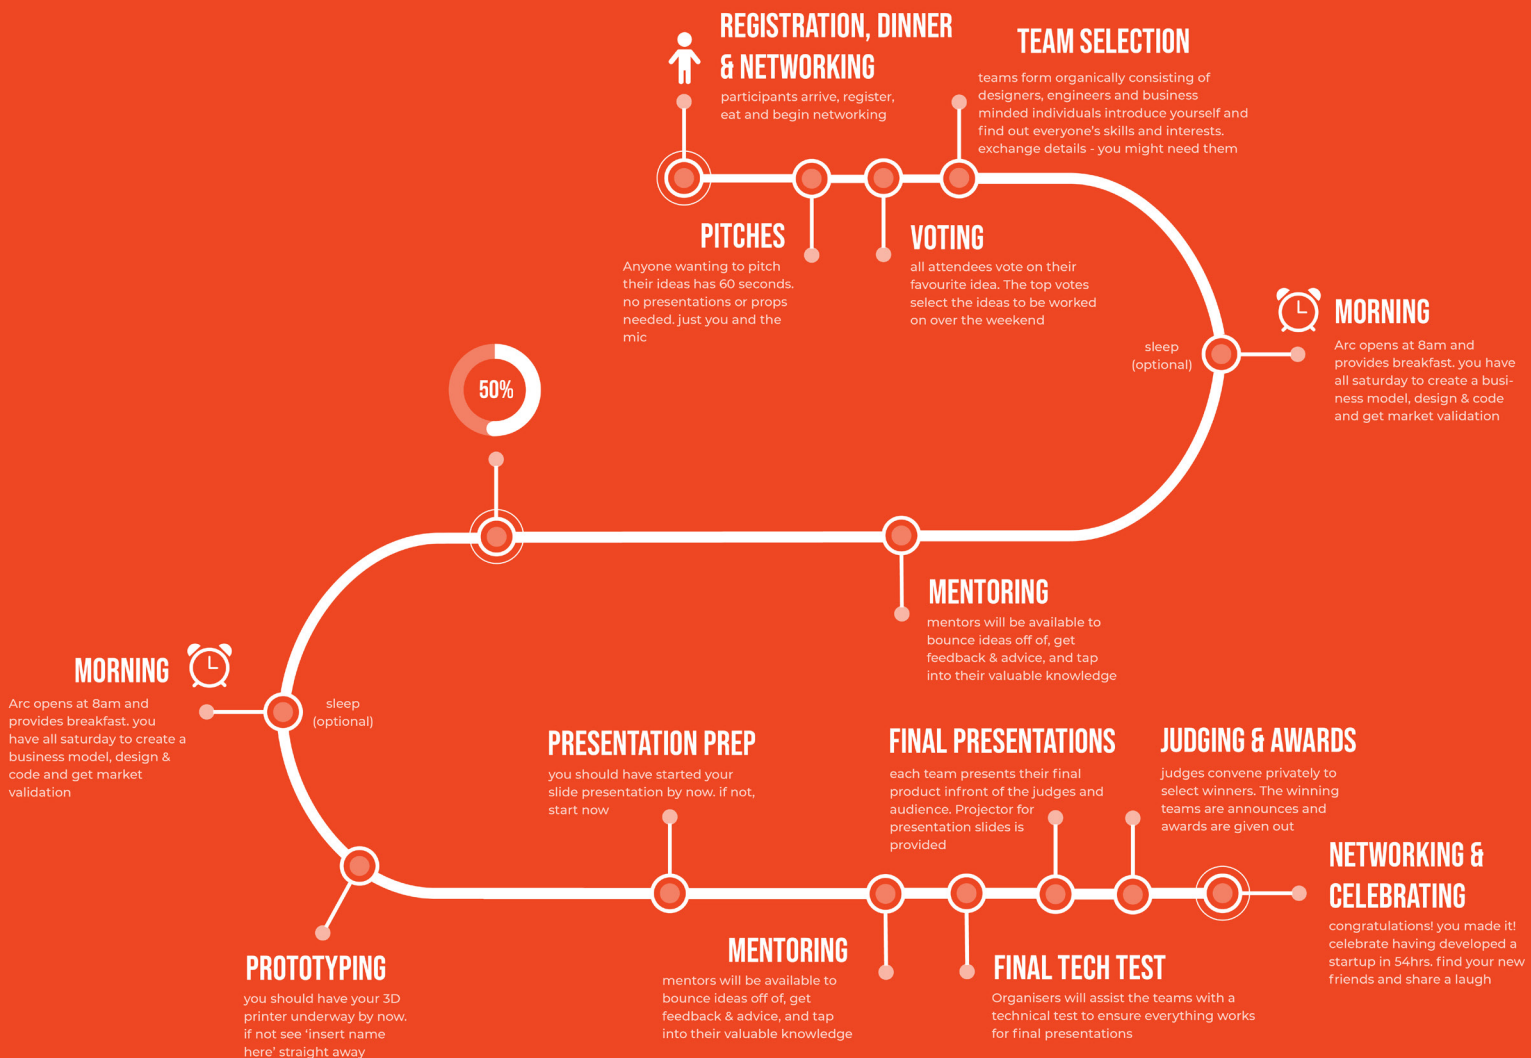 REGISTRATION, DINNER
& NETWORKING
participants arrive, register,
eat and begin networking
TEAM SELECTION
teams form organically consisting of
designers, engineers and business
minded individuals introduce yourself and
find out everyone's skills and interests.
exchange details - you might need them
PITCHES
Anyone wanting to pitch
their ideas has 60 seconds.
no presentations or props
needed. just you and the
mic
VOTING
all attendees vote on their
favourite idea. The top votes
select the ideas to be worked
on over the weekend
sleep
(optional)
MORNING
Arc opens at 8am and
provides breakfast. you have
all saturday to create a busi-
ness model, design & code
and get market validation
50%
MENTORING
mentors will be available to
bounce ideas off of, get
feedback & advice, and tap
into their valuable knowledge
MORNING
Arc opens at 8am and
provides breakfast. you
have all saturday to create a
business model, design &
code and get market
validation
sleep
(optional)
PROTOTYPING
you should have your 3D
printer underway by now.
if not see 'insert name
here' straight away
PRESENTATION PREP
you should have started your
slide presentation by now. if not,
start now
MENTORING
mentors will be available to
bounce ideas off of, get
feedback & advice, and tap
into their valuable knowledge
FINAL TECH TEST
Organisers will assist the teams with a
technical test to ensure everything works
for final presentations
FINAL PRESENTATIONS
each team presents their final
product infront of the judges and
audience. Projector for
presentation slides is
provided
JUDGING & AWARDS
judges convene privately to
select winners. The winning
teams are announces and
awards are given out
NETWORKING &
CELEBRATING
congratulations! you made it!
celebrate having developed a
startup in 54hrs. find your new
friends and share a laugh